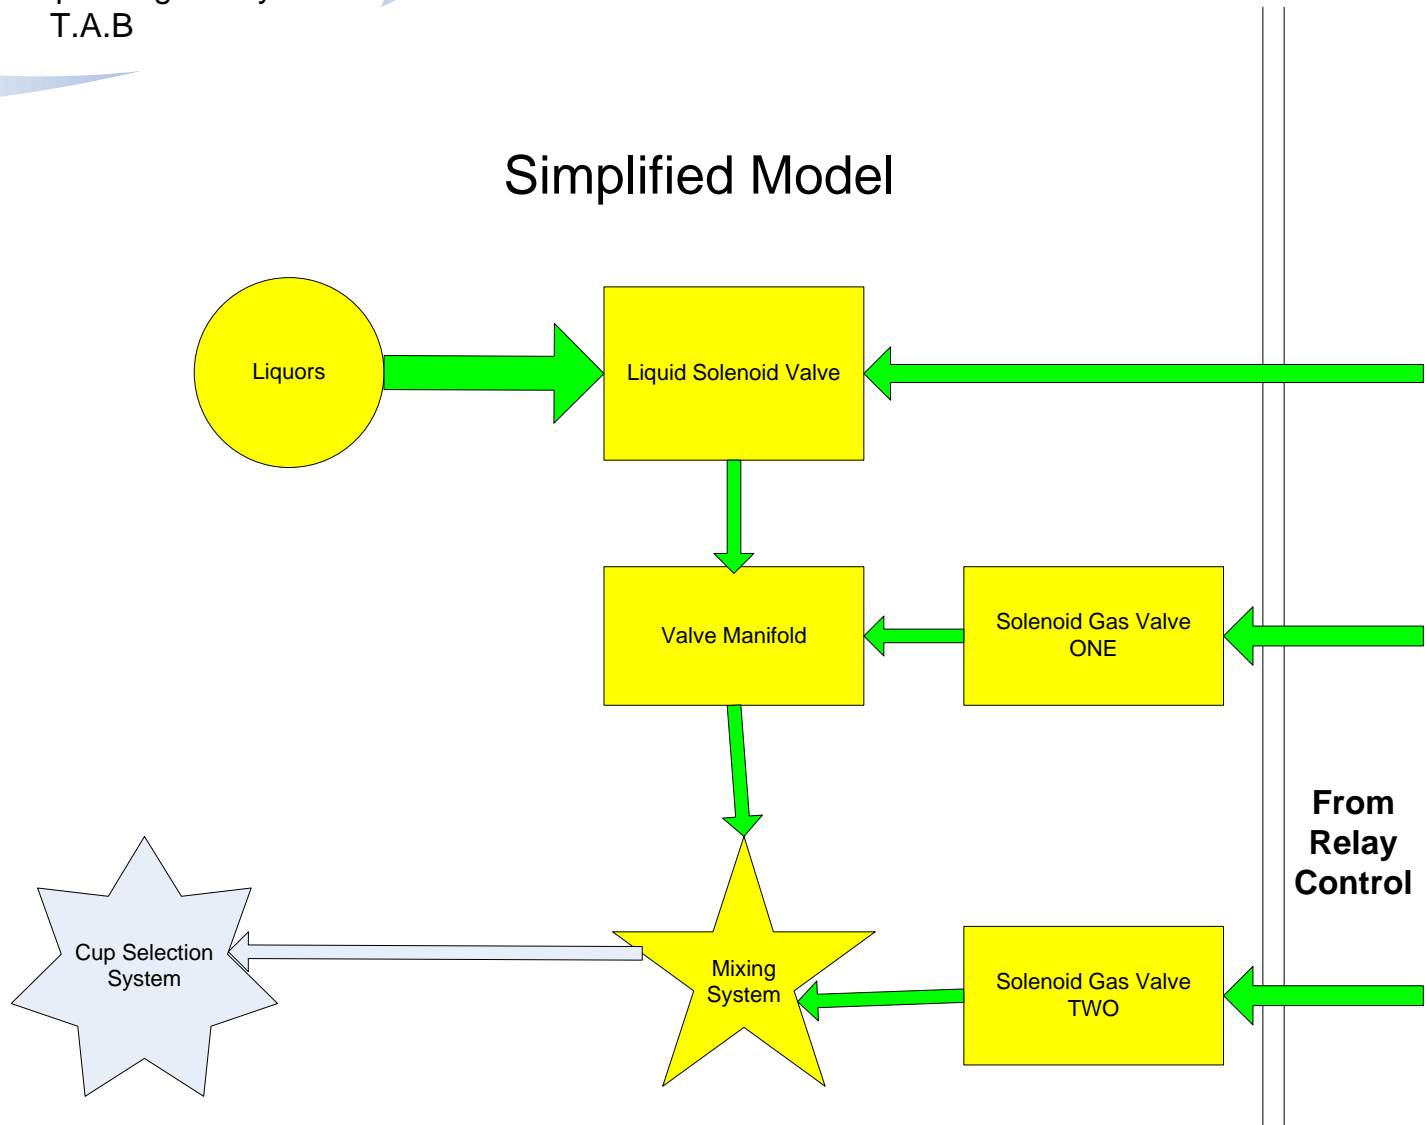 T.A.B
Simplified Model
Liquors
Liquid Solenoid Valve
Valve Manifold
Solenoid Gas Valve
ONE
From
Relay
Control
Cup Selection
System
Mixing
System
Solenoid Gas Valve
TWO